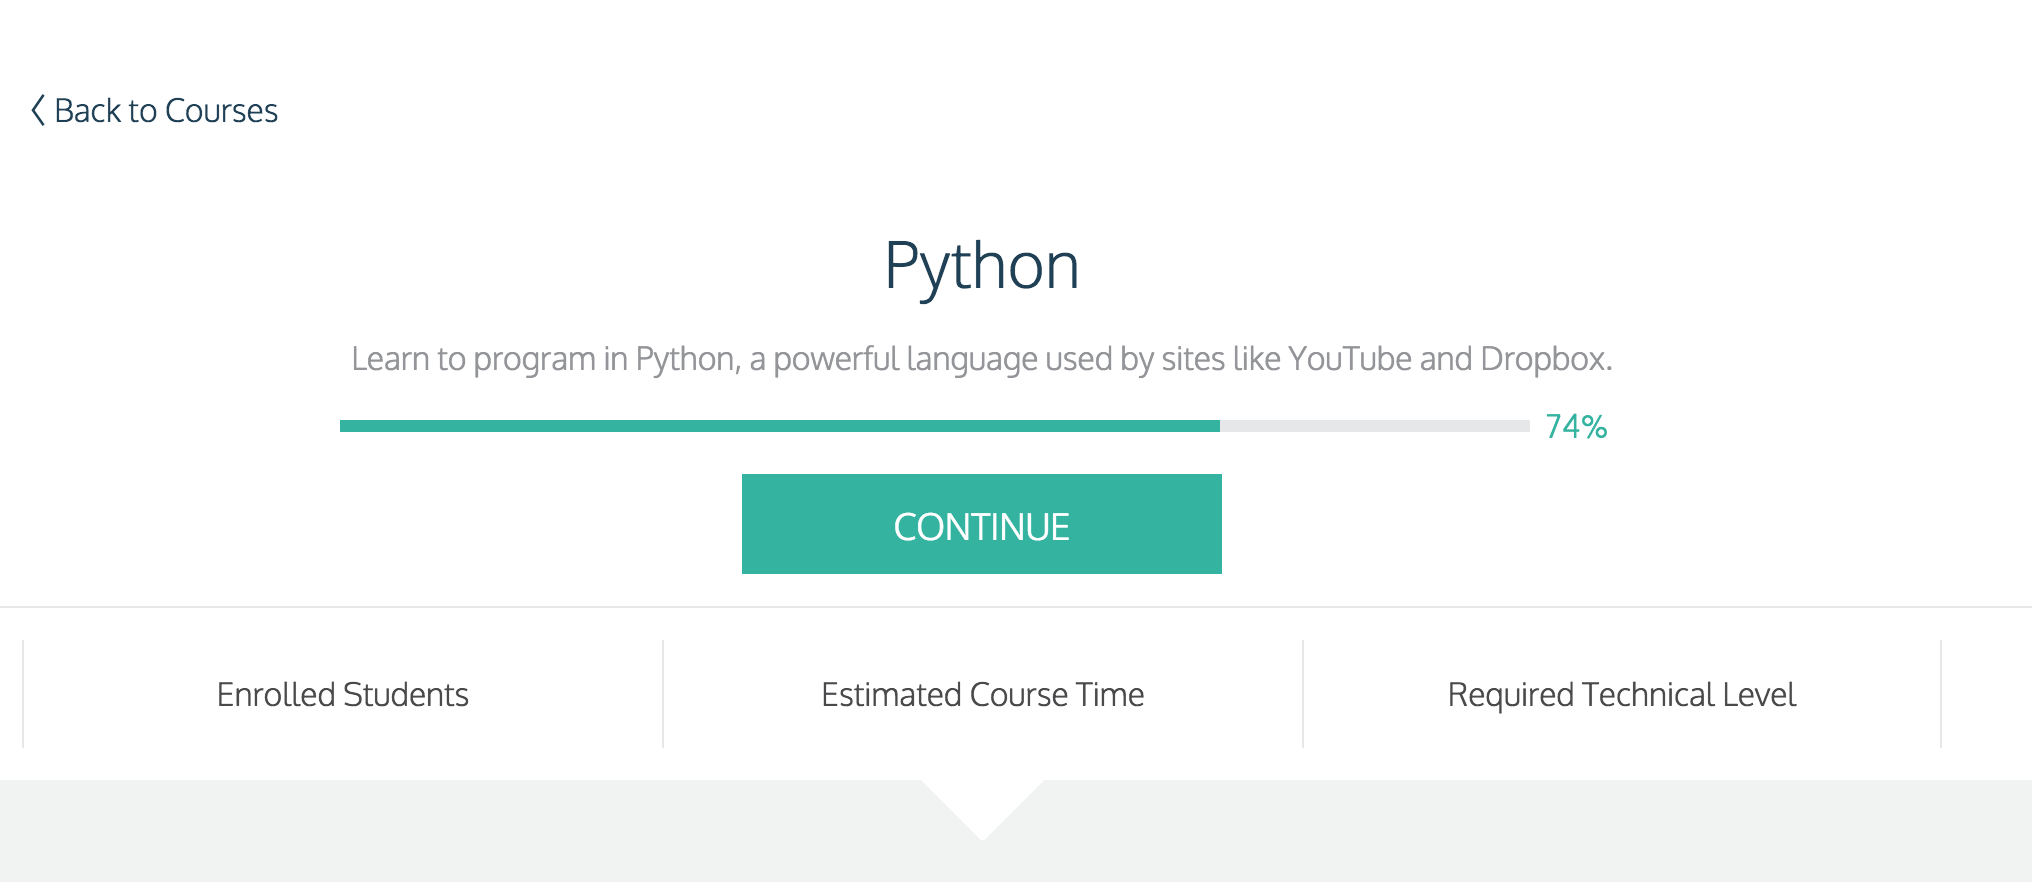 Back to Courses
Python
Learn to program in Python, a powerful language used by sites like YouTube and Dropbox.
74%
CONTINUE
Enrolled Students
Estimated Course Time
Required Technical Level